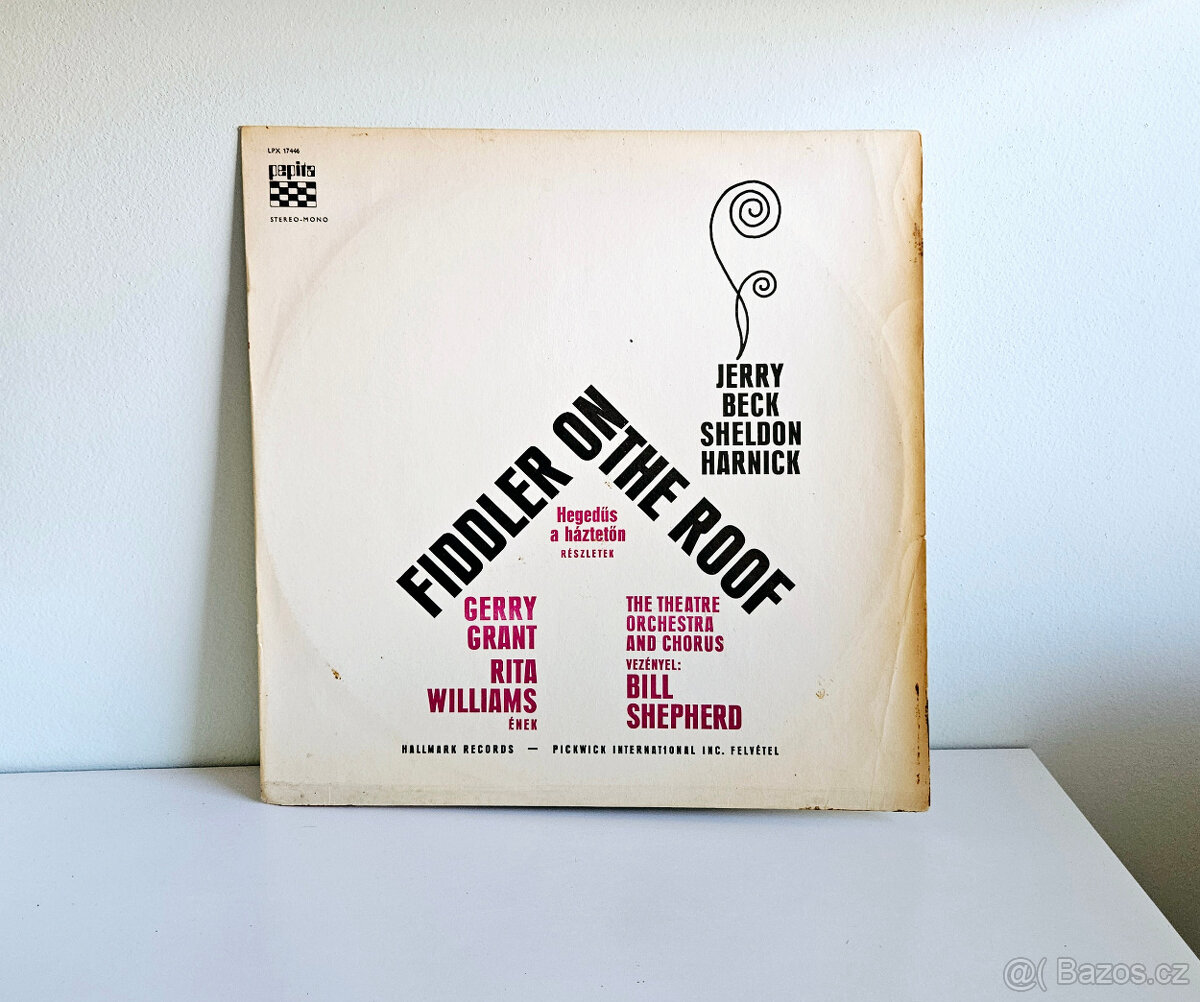 LPX 17446
pepita
STEREO-MONO
JERRY
BECK
SHELDON
HARNICK
FIDDLER ON
THE ROOF
Hegedűs
a háztetőn
RÉSZLETEK
GERRY
GRANT
RITA
WILLIAMS
ÉNEK
THE THEATRE
ORCHESTRA
AND CHORUS
VEZÉNYEL:
BILL
SHEPHERD
HALLMARK RECORDS — PICKWICK INTERNATIONAL INC. FELVÉTEL
@( Bazos.cz